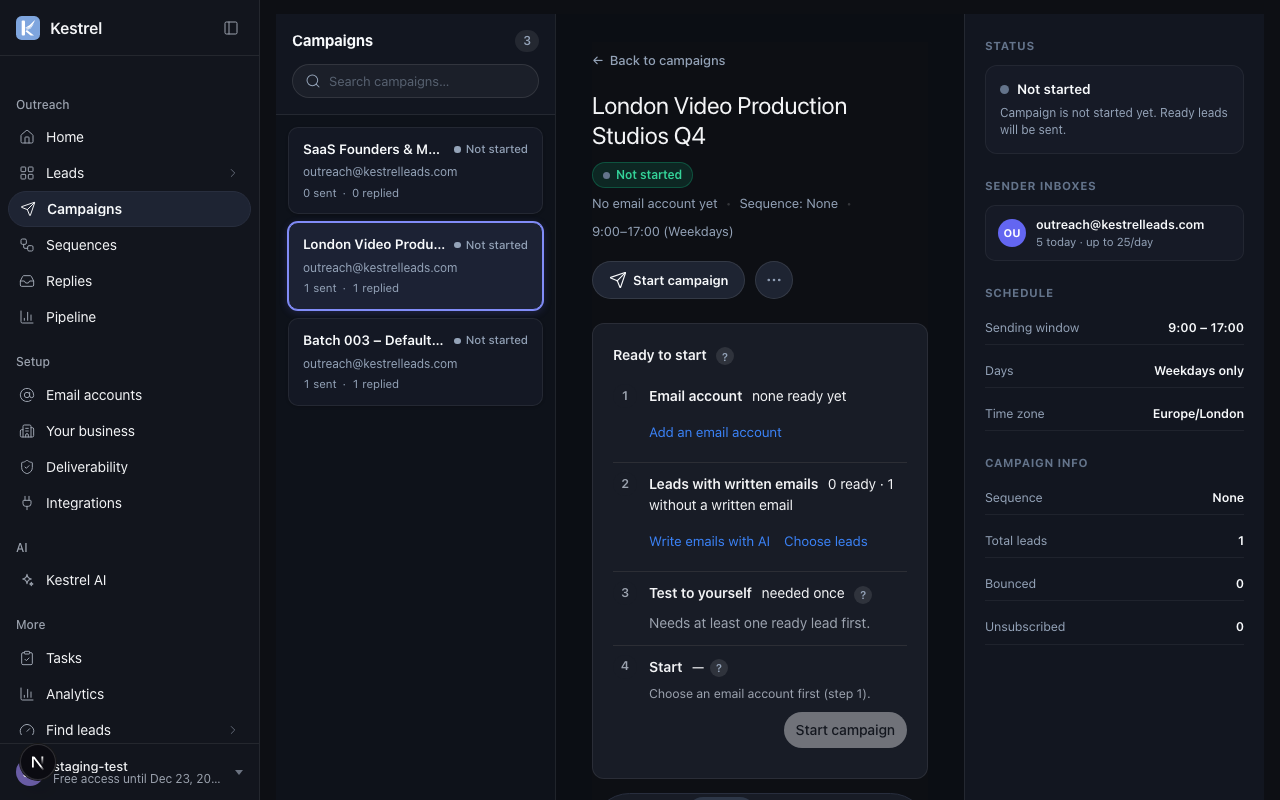 Kestrel
Outreach
Home
Leads
Campaigns
Sequences
Replies
Pipeline
Setup
Email accounts
Your business
Deliverability
Integrations
AI
Kestrel AI
More
Tasks
Analytics
Find leads
N
staging-test
Free access until Dec 23, 20...
Campaigns
3
Search campaigns...
SaaS Founders & M... Not started
outreach@kestrelleads.com
0 sent · 0 replied
London Video Produ... Not started
outreach@kestrelleads.com
1 sent · 1 replied
Batch 003 – Default... Not started
outreach@kestrelleads.com
1 sent · 1 replied
← Back to campaigns
London Video Production
Studios Q4
Not started
No email account yet · Sequence: None ·
9:00–17:00 (Weekdays)
Start campaign
Ready to start ?
1 Email account none ready yet
Add an email account
2 Leads with written emails 0 ready · 1
without a written email
Write emails with AI Choose leads
3 Test to yourself needed once ?
Needs at least one ready lead first.
4 Start — ?
Choose an email account first (step 1).
Start campaign
STATUS
Not started
Campaign is not started yet. Ready leads
will be sent.
SENDER INBOXES
OU
outreach@kestrelleads.com
5 today · up to 25/day
SCHEDULE
Sending window 9:00 – 17:00
Days Weekdays only
Time zone Europe/London
CAMPAIGN INFO
Sequence None
Total leads 1
Bounced 0
Unsubscribed 0